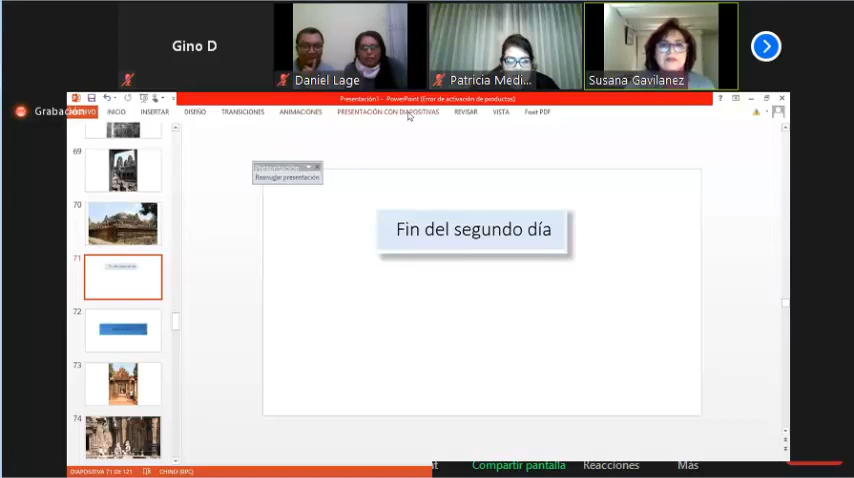 Gino D
Daniel Lage
Patricia Medi...
Susana Gavilanez
Grabación
Presentación1 - PowerPoint (Error de activación de productos)
INICIO
INSERTAR
DISEÑO
TRANSICIONES
ANIMACIONES
PRESENTACIÓN CON DIAPOSITIVAS
REVISAR
VISTA
Foxit PDF
69
Presentación
Reanudar presentación
70
Fin del segundo día
71
72
73
74
DIAPOSITIVA 71 DE 121
CHINO (RPC)
Compartir pantalla
Reacciones
Más